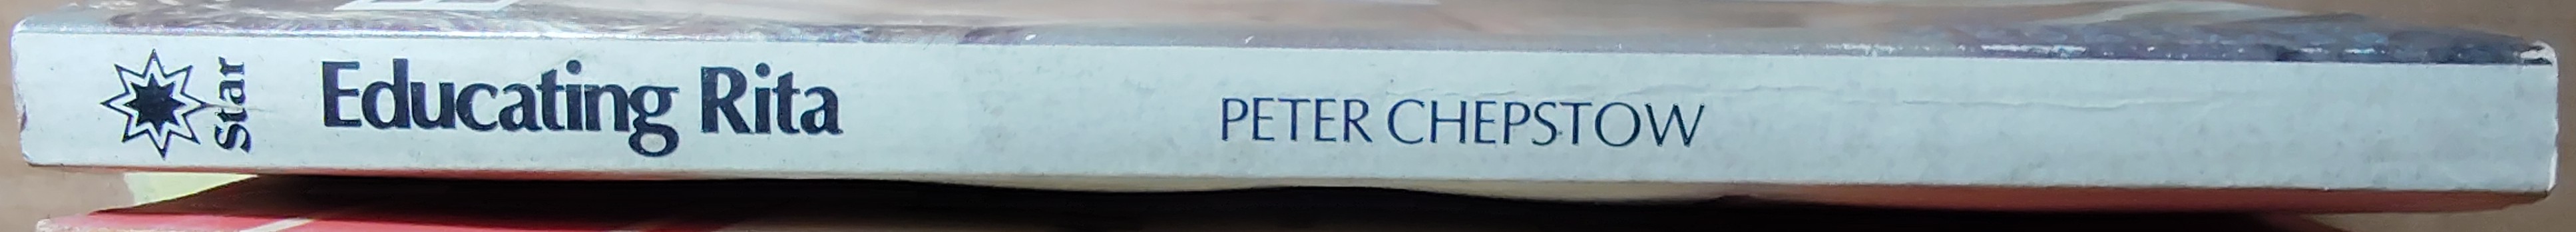 Star
Educating Rita
PETER CHEPSTOW